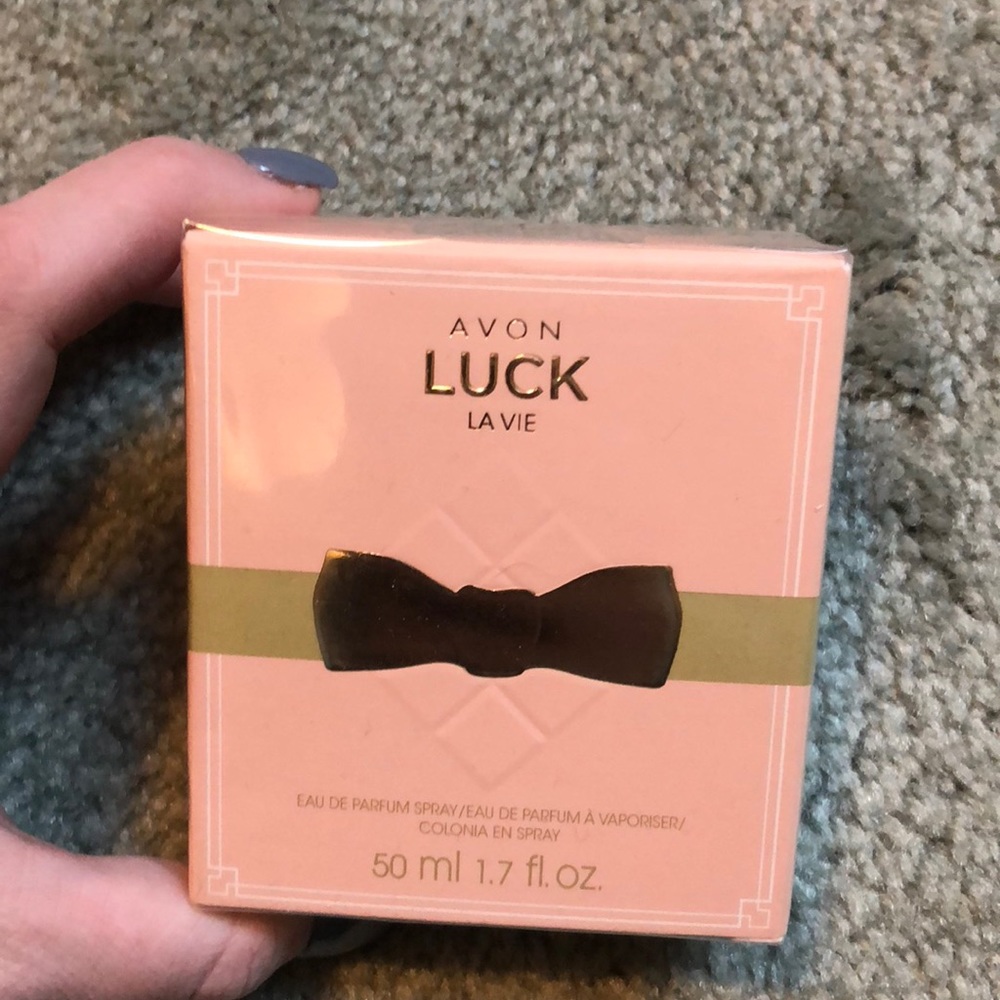 AVON
LUCK
LA VIE
EAU DE PARFUM SPRAY/EAU DE PARFUM À VAPORISER/
COLONIA EN SPRAY
50 ml 1.7 fl. oz.